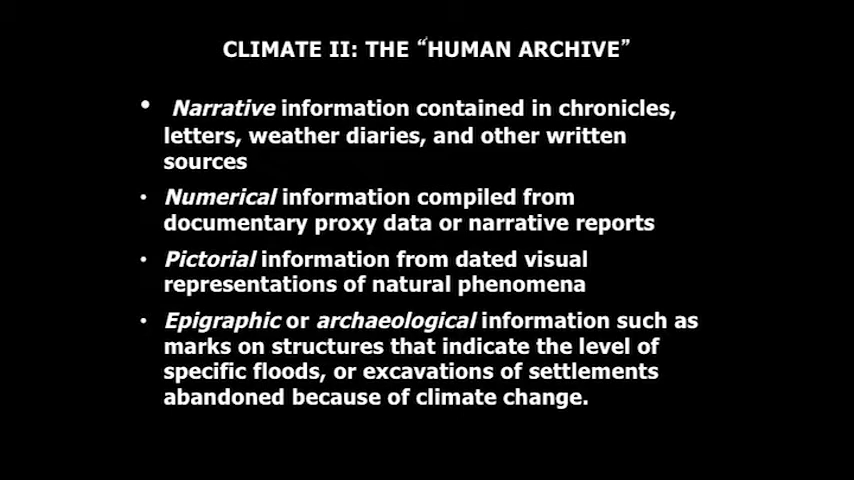 CLIMATE II: THE “HUMAN ARCHIVE”
• Narrative information contained in chronicles,
letters, weather diaries, and other written
sources
• Numerical information compiled from
documentary proxy data or narrative reports
• Pictorial information from dated visual
representations of natural phenomena
• Epigraphic or archaeological information such as
marks on structures that indicate the level of
specific floods, or excavations of settlements
abandoned because of climate change.